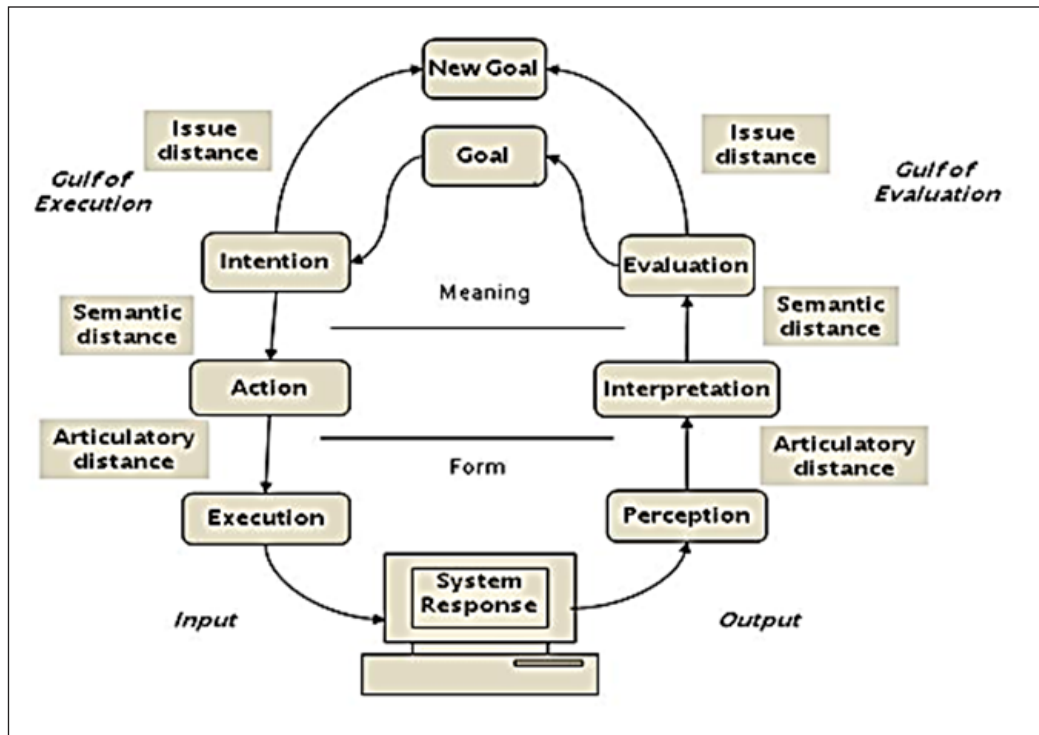 New Goal
Issue
distance
Issue
distance
Goal
Gulf of
Execution
Gulf of
Evaluation
Intention
Evaluation
Meaning
Semantic
distance
Semantic
distance
Action
Interpretation
Articulatory
distance
Articulatory
distance
Form
Execution
Perception
System
Response
Input
Output